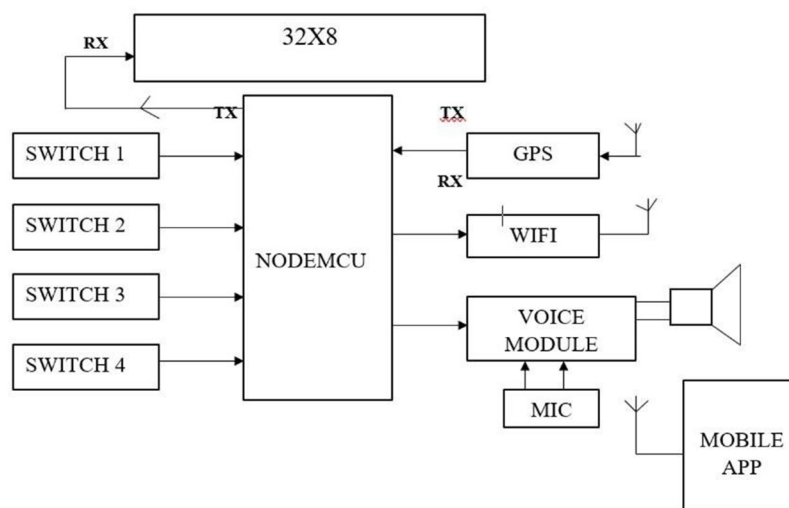 32X8
RX
TX
TX
SWITCH 1
GPS
RX
SWITCH 2
WIFI
NODEMCU
SWITCH 3
VOICE
MODULE
SWITCH 4
MIC
MOBILE
APP